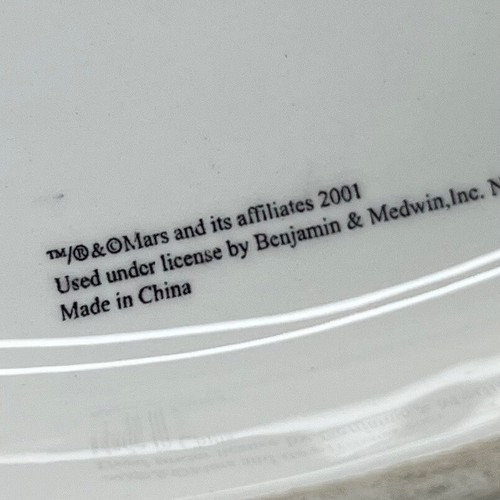 ™/®&©Mars and its affiliates 2001
Used under license by Benjamin & Medwin,Inc. N
Made in China